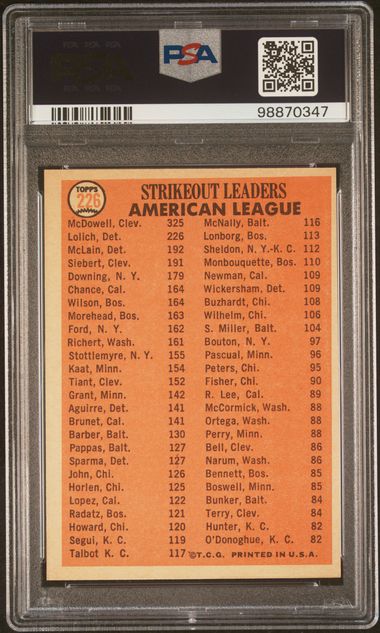 PSA
98870347
TOPPS
226
STRIKEOUT LEADERS
AMERICAN LEAGUE
McDowell, Clev. 325
Lolich, Det. 226
McLain, Det. 192
Siebert, Clev. 191
Downing, N. Y. 179
Chance, Cal. 164
Wilson, Bos. 164
Morehead, Bos. 163
Ford, N. Y. 162
Richert, Wash. 161
Stottlemyre, N. Y. 155
Kaat, Minn. 154
Tiant, Clev. 152
Grant, Minn. 142
Aguirre, Det. 141
Brunet, Cal. 141
Barber, Balt. 130
Pappas, Balt. 127
Sparma, Det. 127
John, Chi. 126
Horlen, Chi. 125
Lopez, Cal. 122
Radatz, Bos. 121
Howard, Chi. 120
Segui, K. C. 119
Talbot K. C. 117
McNally, Balt. 116
Lonborg, Bos. 113
Sheldon, N. Y.-K. C. 112
Monbouquette, Bos. 110
Newman, Cal. 109
Wickersham, Det. 109
Buzhardt, Chi. 108
Wilhelm, Chi. 106
S. Miller, Balt. 104
Bouton, N. Y. 97
Pascual, Minn. 96
Peters, Chi. 95
Fisher, Chi. 90
R. Lee, Cal. 89
McCormick, Wash. 88
Ortega, Wash. 88
Perry, Minn. 88
Bell, Clev. 86
Narum, Wash. 86
Bennett, Bos. 85
Boswell, Minn. 85
Bunker, Balt. 84
Terry, Clev. 84
Hunter, K. C. 82
O'Donoghue, K. C. 82
©T.C.G. PRINTED IN U.S.A.